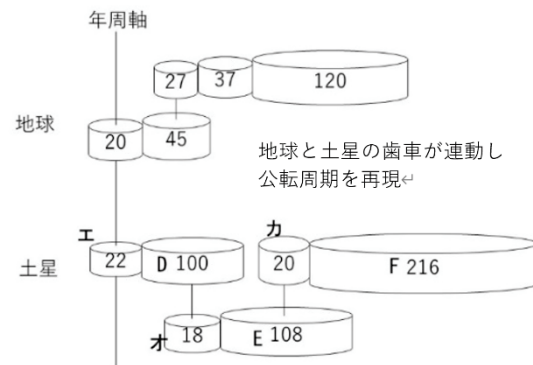 年周軸
27 37 120
地球
20 45
地球と土星の歯車が連動し
公転周期を再現↵
エ カ
土星
22 D 100 20 F 216
オ 18 E 108